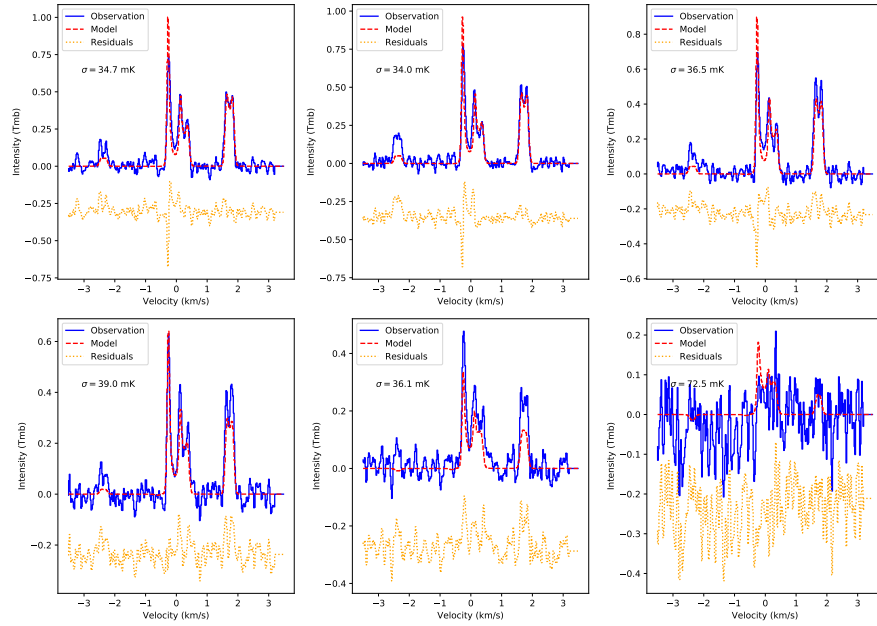 Observation
Model
Residuals
σ = 34.7 mK
Intensity (Tmb)
1.00
0.75
0.50
0.25
0.00
−0.25
−0.50
−0.75
−3 −2 −1 0 1 2 3
Velocity (km/s)
Observation
Model
Residuals
σ = 34.0 mK
Intensity (Tmb)
1.00
0.75
0.50
0.25
0.00
−0.25
−0.50
−0.75
−3 −2 −1 0 1 2 3
Velocity (km/s)
Observation
Model
Residuals
σ = 36.5 mK
Intensity (Tmb)
0.8
0.6
0.4
0.2
0.0
−0.2
−0.4
−0.6
−3 −2 −1 0 1 2 3
Velocity (km/s)
Observation
Model
Residuals
σ = 39.0 mK
Intensity (Tmb)
0.6
0.4
0.2
0.0
−0.2
−3 −2 −1 0 1 2 3
Velocity (km/s)
Observation
Model
Residuals
σ = 36.1 mK
Intensity (Tmb)
0.4
0.2
0.0
−0.2
−0.4
−3 −2 −1 0 1 2 3
Velocity (km/s)
Observation
Model
Residuals
σ = 72.5 mK
Intensity (Tmb)
0.2
0.1
0.0
−0.1
−0.2
−0.3
−0.4
−3 −2 −1 0 1 2 3
Velocity (km/s)